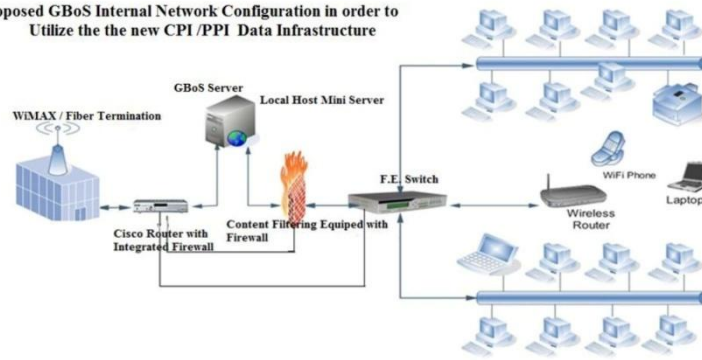 oposed GBoS Internal Network Configuration in order to
Utilize the the new CPI /PPI Data Infrastructure
GBoS Server
Local Host Mini Server
WiMAX / Fiber Termination
F.E. Switch
WiFi Phone
Laptop
Wireless
Router
Cisco Router with
Integrated Firewall
Content Filtering Equiped with
Firewall